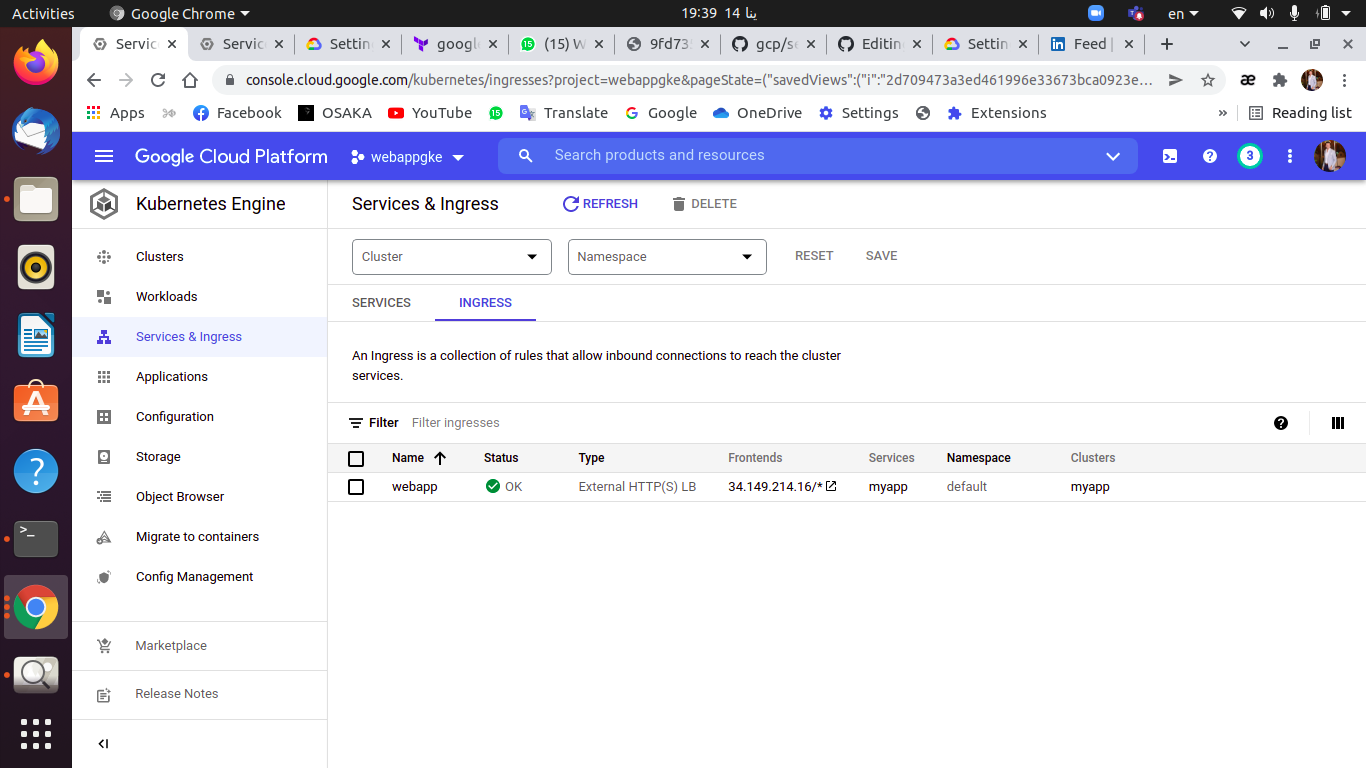 Activities
Google Chrome
19:39 14 ينا
en
Servic
Servic
Settin
googl
(15) W
9fd73
gcp/se
Editin
Settin
Feed |
console.cloud.google.com/kubernetes/ingresses?project=webappgke&pageState=("savedViews":("i":"2d709473a3ed461996e33673bca0923e…
Apps
Facebook
OSAKA
YouTube
Translate
Google
OneDrive
Settings
Extensions
»
Reading list
Google Cloud Platform
webappgke
Search products and resources
3
Kubernetes Engine
Services & Ingress
REFRESH
DELETE
Clusters
Workloads
Services & Ingress
Applications
Configuration
Storage
Object Browser
Migrate to containers
Config Management
Marketplace
Release Notes
Cluster
Namespace
RESET
SAVE
SERVICES
INGRESS
An Ingress is a collection of rules that allow inbound connections to reach the cluster
services.
Filter
Filter ingresses
Name Status Type Frontends Services Namespace Clusters
webapp OK External HTTP(S) LB 34.149.214.16/* myapp default myapp